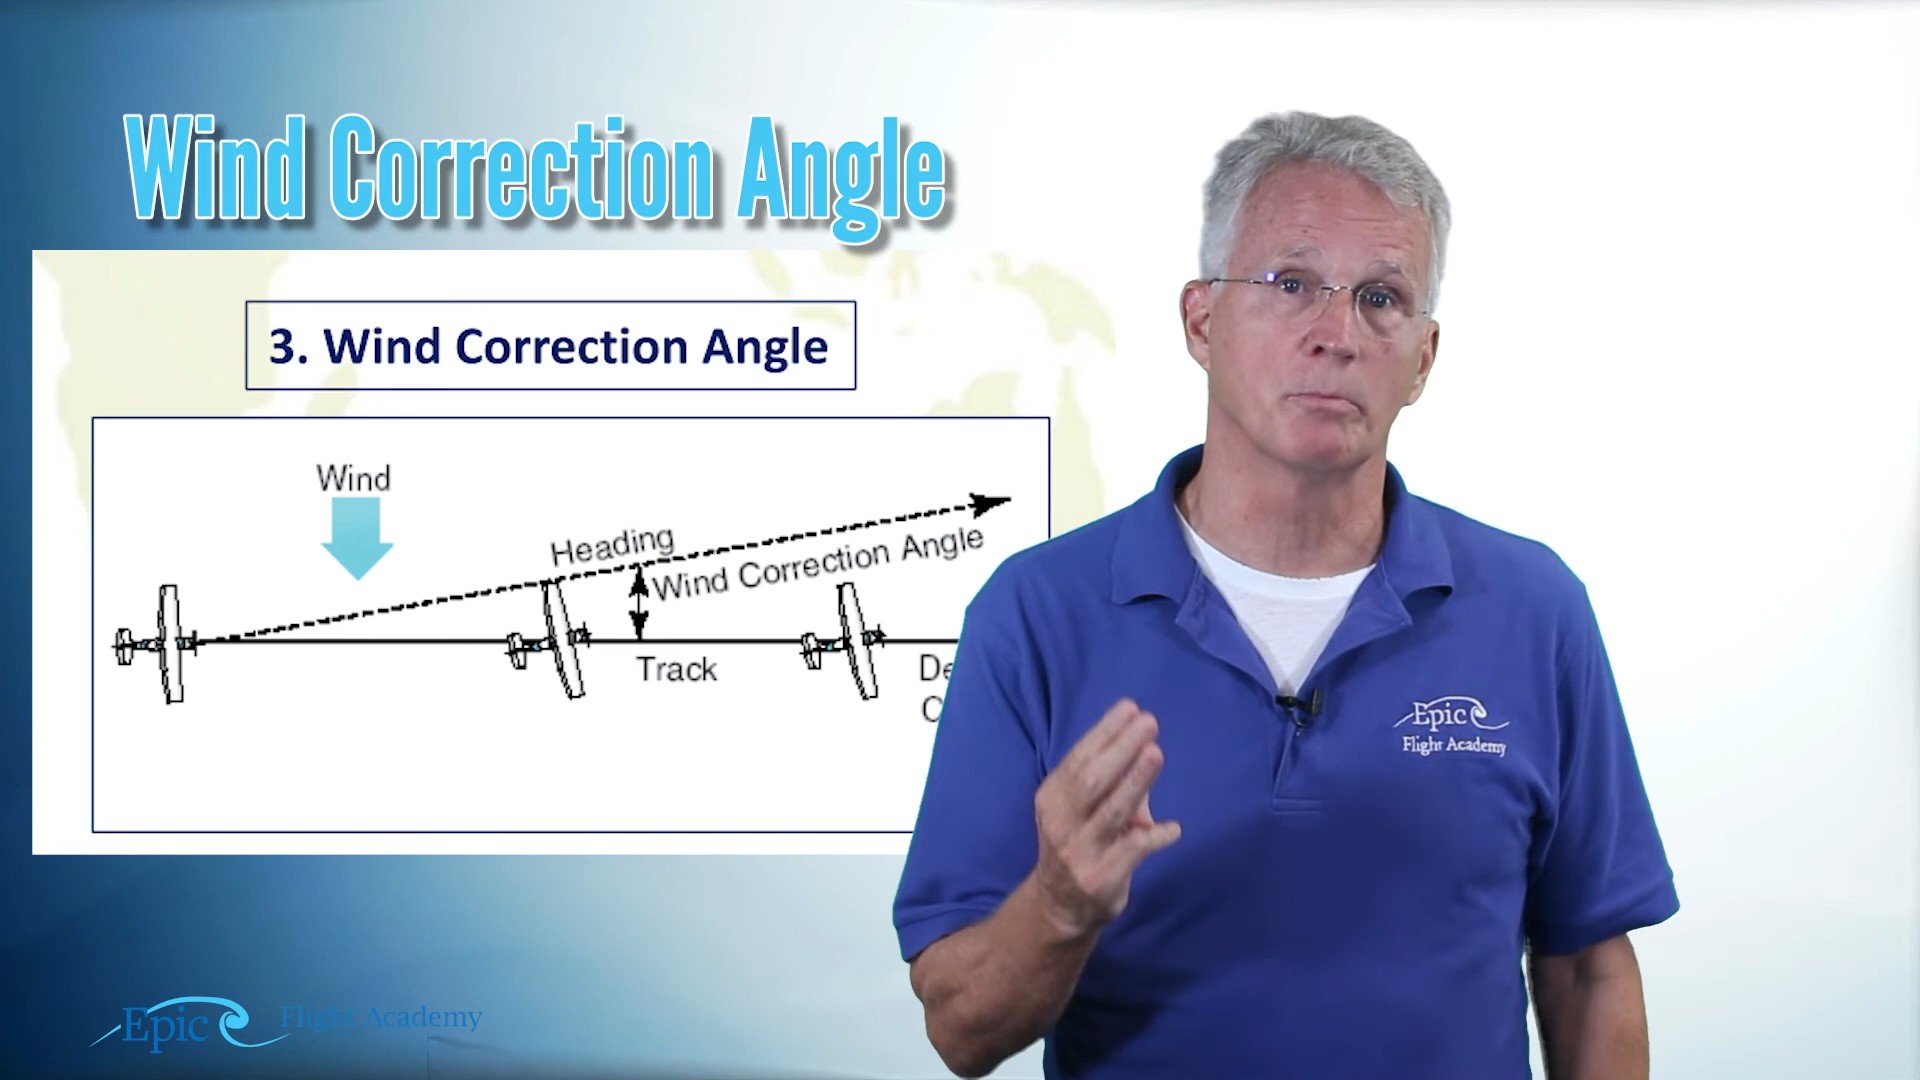 Wind Correction Angle
3. Wind Correction Angle
Wind
Heading
Wind Correction Angle
Track
Epic
Flight Academy
Epic Flight Academy